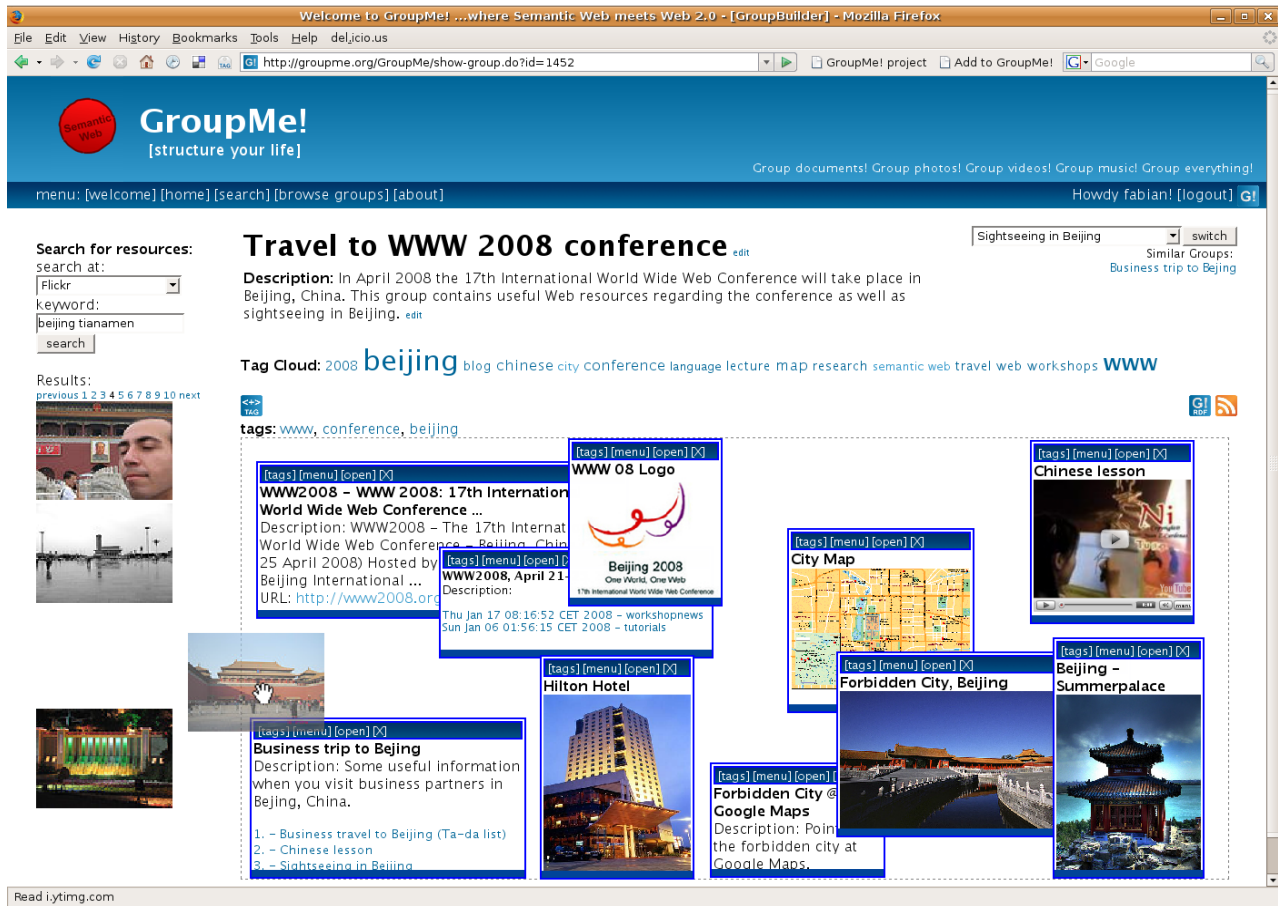 Welcome to GroupMe! ...where Semantic Web meets Web 2.0 - [GroupBuilder] - Mozilla Firefox
File Edit View History Bookmarks Tools Help del.icio.us
http://groupme.org/GroupMe/show-group.do?id=1452
GroupMe! project Add to GroupMe! Google
Semantic Web
GroupMe!
[structure your life]
Group documents! Group photos! Group videos! Group music! Group everything!
menu: [welcome] [home] [search] [browse groups] [about]
Howdy fabian! [logout] G!
Search for resources:
search at:
Flickr
keyword:
beijing tianamen
search
Results:
previous 1 2 3 4 5 6 7 8 9 10 next
Travel to WWW 2008 conference edit
Description: In April 2008 the 17th International World Wide Web Conference will take place in
Beijing, China. This group contains useful Web resources regarding the conference as well as
sightseeing in Beijing. edit
Sightseeing in Beijing switch
Similar Groups:
Business trip to Bejing
Tag Cloud: 2008 beijing blog chinese city conference language lecture map research semantic web travel web workshops www
<+>
TAG
G!
RDF
tags: www, conference, beijing
[tags] [menu] [open] [X]
WWW2008 – WWW 2008: 17th Internation
World Wide Web Conference ...
Description: WWW2008 – The 17th Internat
World Wide Web Conference – Beijing, Chin
25 April 2008) Hosted by
Beijing International ...
URL: http://www2008.org
[tags] [menu] [open] [X]
WWW2008, April 21-
Description:
Thu Jan 17 08:16:52 CET 2008 – workshopnews
Sun Jan 06 01:56:15 CET 2008 – tutorials
[tags] [menu] [open] [X]
WWW 08 Logo
Beijing 2008
One World, One Web
17th International World Wide Web Conference
[tags] [menu] [open] [X]
City Map
[tags] [menu] [open] [X]
Chinese lesson
Ni
You Tube
menu
[tags] [menu] [open] [X]
Business trip to Bejing
Description: Some useful information
when you visit business partners in
Bejing, China.
1. – Business travel to Beijing (Ta-da list)
2. – Chinese lesson
3. – Sightseeing in Beijing
[tags] [menu] [open] [X]
Hilton Hotel
[tags] [menu] [open] [
Forbidden City @
Google Maps
Description: Poin
the forbidden city at
Google Maps.
[tags] [menu] [open] [X]
Forbidden City, Beijing
[tags] [menu] [open] [X]
Beijing –
Summerpalace
Read i.ytimg.com